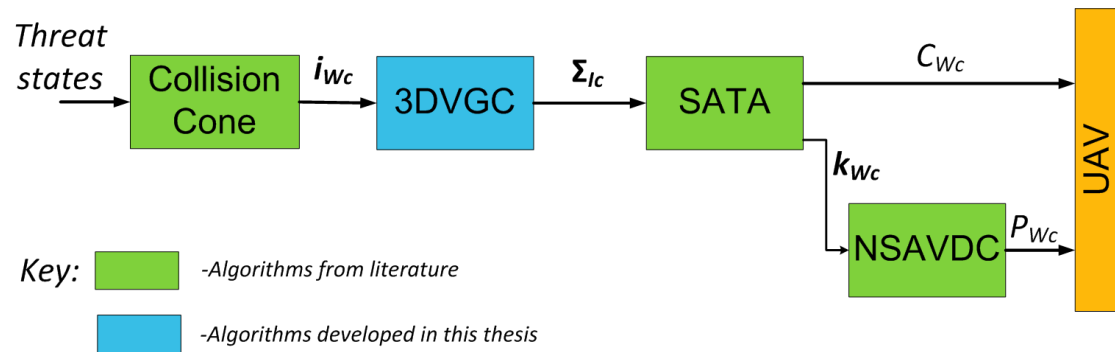 Threat
states
Collision
Cone
i_Wc
3DVGC
Σ_Ic
SATA
C_Wc
k_Wc
NSAVDC
P_Wc
UAV
Key:
-Algorithms from literature
-Algorithms developed in this thesis